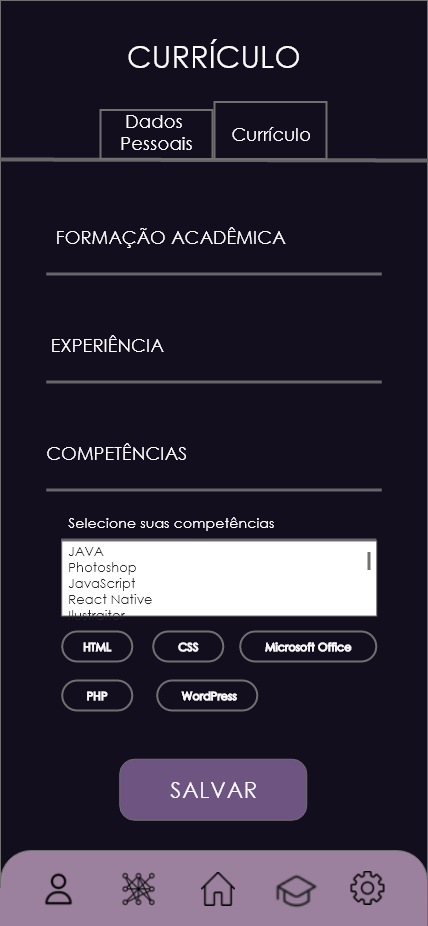 CURRÍCULO
Dados
Pessoais
Currículo
FORMAÇÃO ACADÊMICA
EXPERIÊNCIA
COMPETÊNCIAS
Selecione suas competências
JAVA
Photoshop
JavaScript
React Native
Ilustraitor
HTML CSS Microsoft Office
PHP WordPress
SALVAR